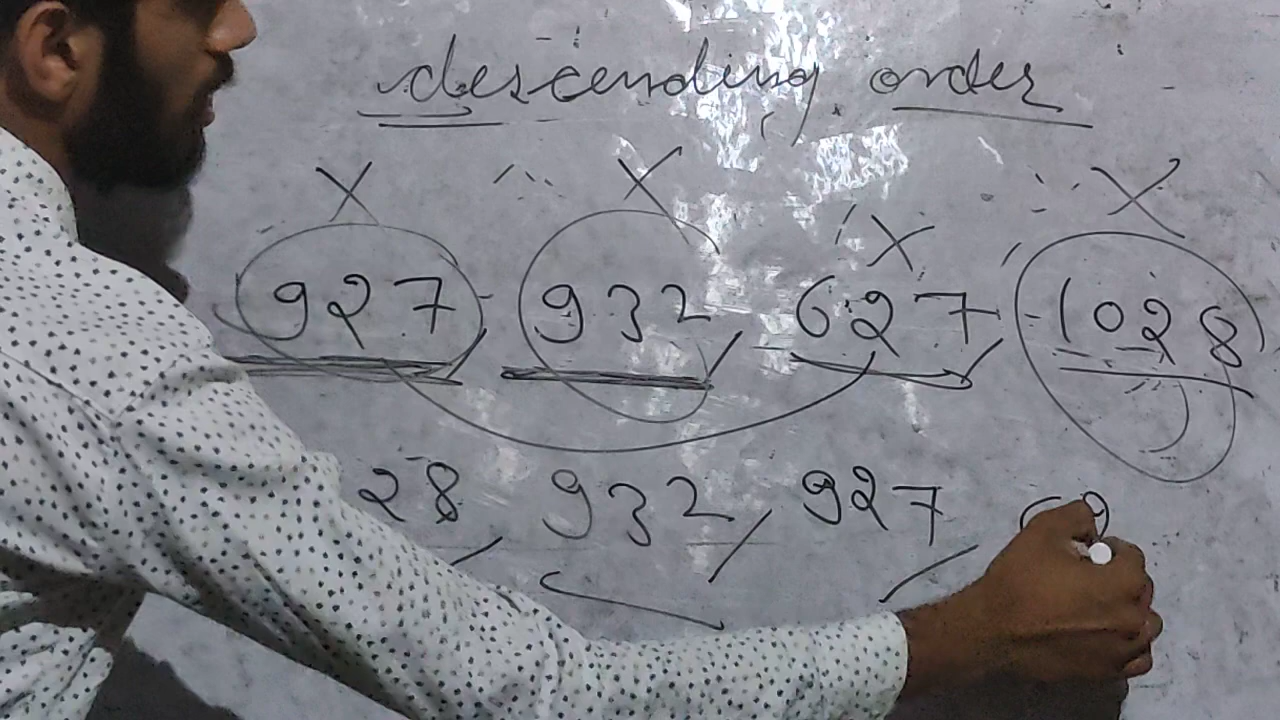 descending order
927 932, 627, 1028
28, 932, 927,